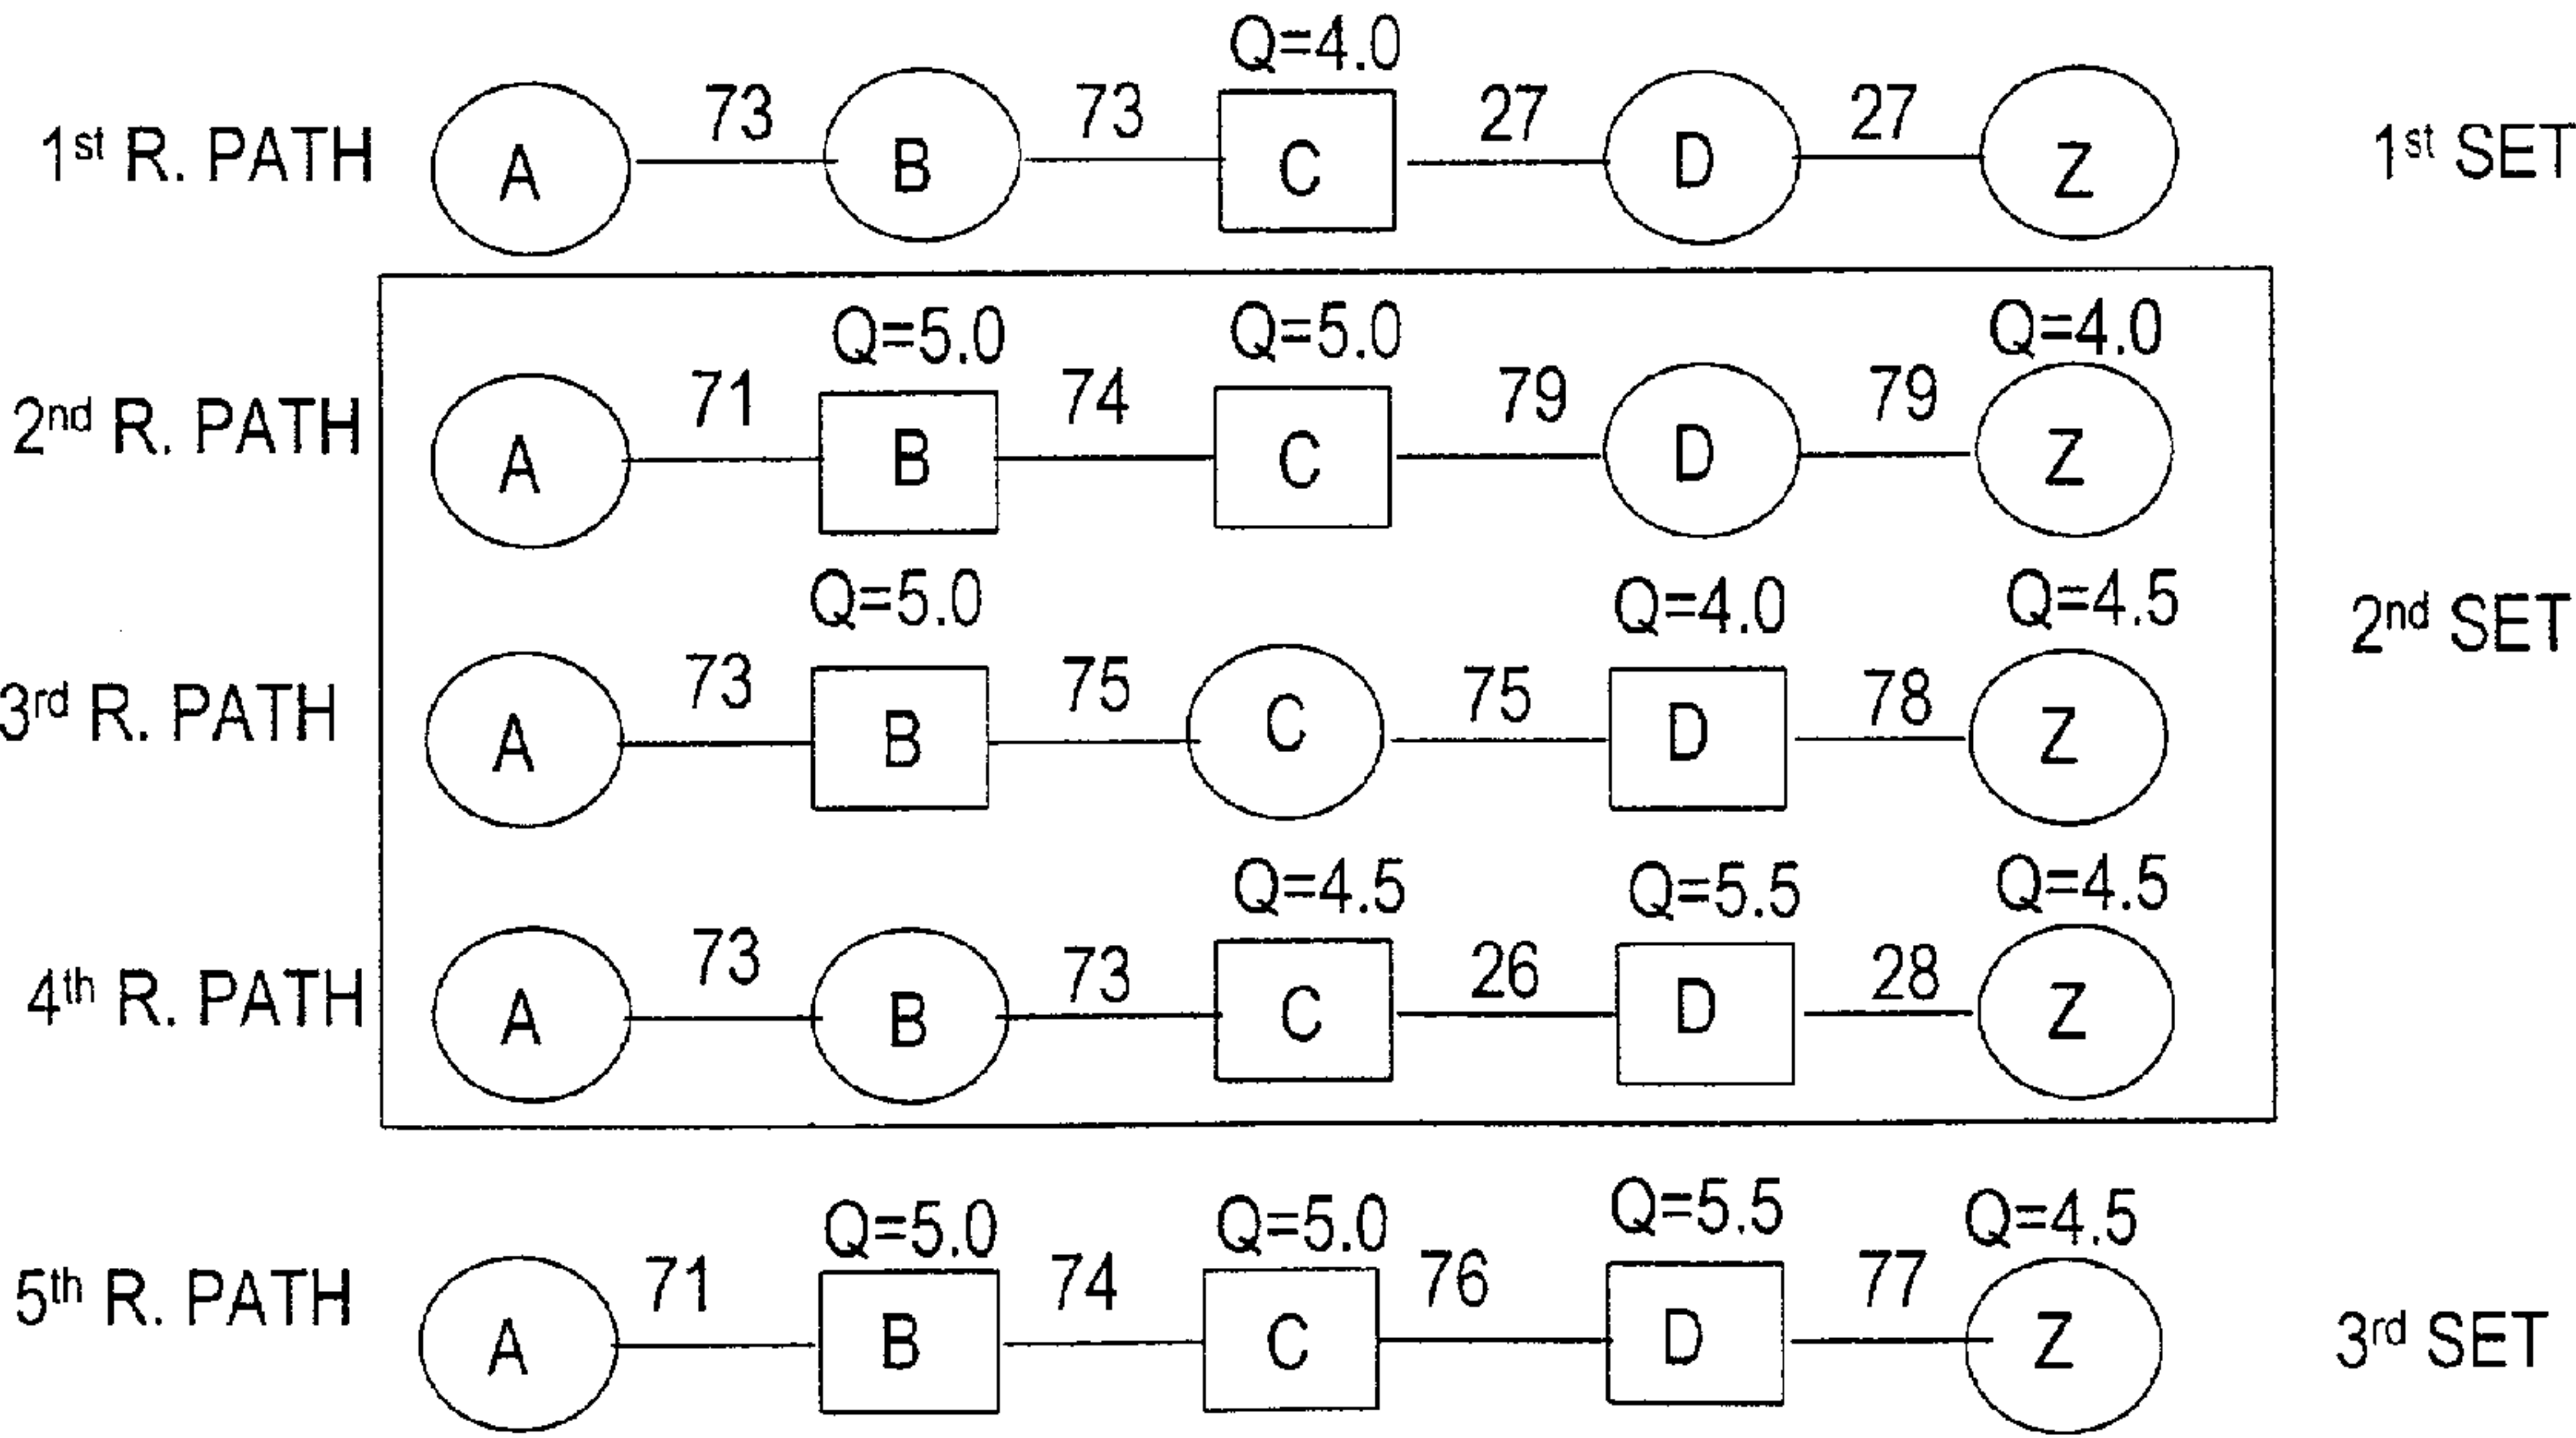 Q=4.0
1st R. PATH A 73 B 73 C 27 D 27 Z 1st SET
Q=5.0 Q=5.0 Q=4.0
2nd R. PATH A 71 B 74 C 79 D 79 Z
Q=5.0 Q=4.0 Q=4.5
2nd SET
3rd R. PATH A 73 B 75 C 75 D 78 Z
Q=4.5 Q=5.5 Q=4.5
4th R. PATH A 73 B 73 C 26 D 28 Z
Q=5.0 Q=5.0 Q=5.5 Q=4.5
5th R. PATH A 71 B 74 C 76 D 77 Z 3rd SET